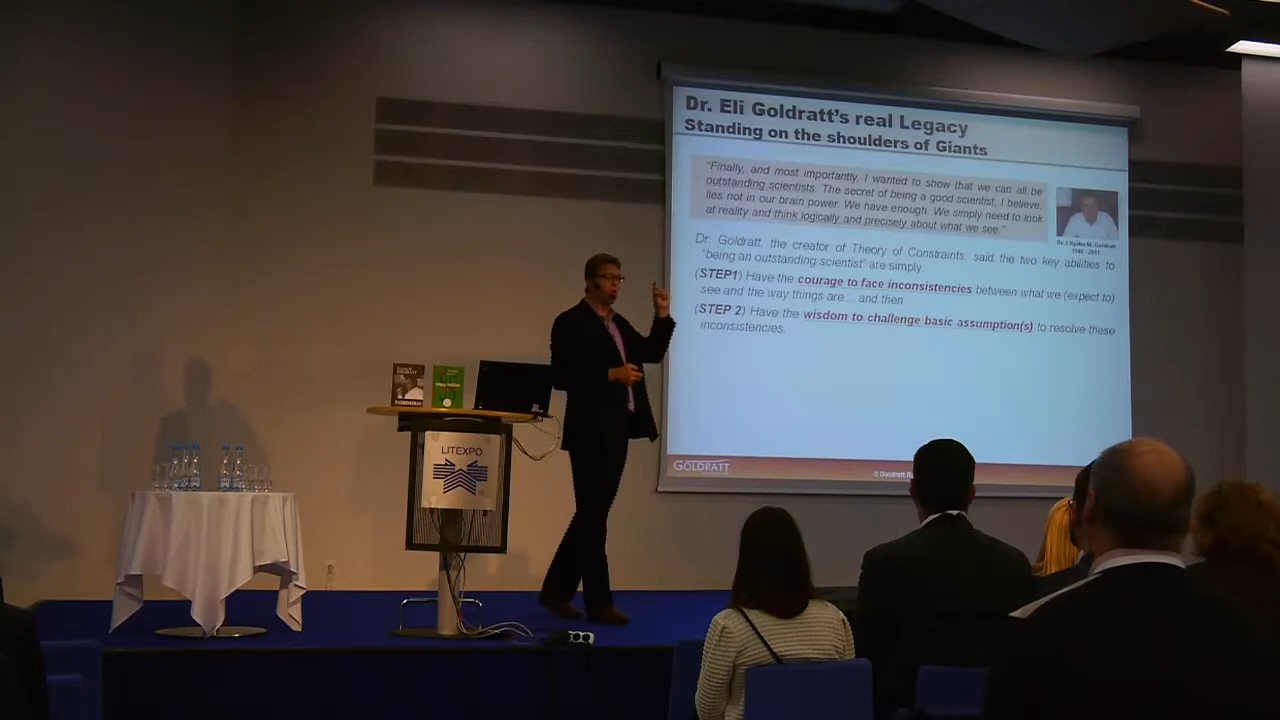 Dr. Eli Goldratt's real Legacy
Standing on the shoulders of Giants
"Finally, and most importantly, I wanted to show that we can all be
outstanding scientists. The secret of being a good scientist, I believe,
lies not in our brain power. We have enough. We simply need to look
at reality and think logically and precisely about what we see."
Dr. Goldratt, the creator of Theory of Constraints, said the two key abilities to
"being an outstanding scientist" are simply:
(STEP1) Have the courage to face inconsistencies between what we (expect to)
see and the way things are... and then
(STEP 2) Have the wisdom to challenge basic assumption(s) to resolve these
inconsistencies.
GOLDRATT
© Goldratt
LITEXPO